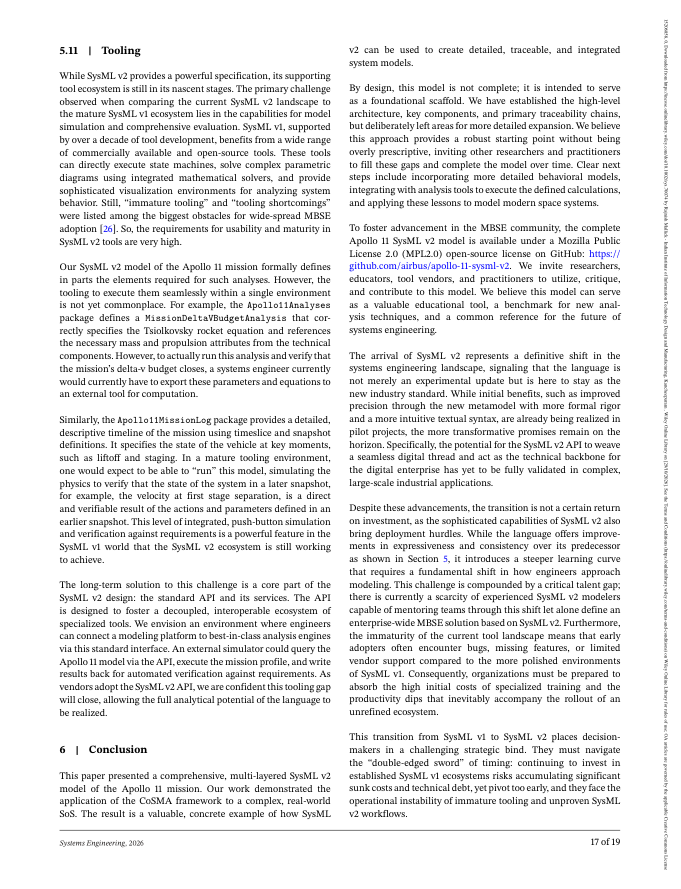 5.11 | Tooling
While SysML v2 provides a powerful specification, its supporting
tool ecosystem is still in its nascent stages. The primary challenge
observed when comparing the current SysML v2 landscape to
the mature SysML v1 ecosystem lies in the capabilities for model
simulation and comprehensive evaluation. SysML v1, supported
by over a decade of tool development, benefits from a wide range
of commercially available and open-source tools. These tools
can directly execute state machines, solve complex parametric
diagrams using integrated mathematical solvers, and provide
sophisticated visualization environments for analyzing system
behavior. Still, “immature tooling” and “tooling shortcomings”
were listed among the biggest obstacles for wide-spread MBSE
adoption [26]. So, the requirements for usability and maturity in
SysML v2 tools are very high.
Our SysML v2 model of the Apollo 11 mission formally defines
in parts the elements required for such analyses. However, the
tooling to execute them seamlessly within a single environment
is not yet commonplace. For example, the Apollo11Analyses
package defines a MissionDeltaVBudgetAnalysis that cor-
rectly specifies the Tsiolkovsky rocket equation and references
the necessary mass and propulsion attributes from the technical
components. However, to actually run this analysis and verify that
the mission’s delta-v budget closes, a systems engineer currently
would currently have to export these parameters and equations to
an external tool for computation.
Similarly, the Apollo11MissionLog package provides a detailed,
descriptive timeline of the mission using timeslice and snapshot
definitions. It specifies the state of the vehicle at key moments,
such as liftoff and staging. In a mature tooling environment,
one would expect to be able to “run” this model, simulating the
physics to verify that the state of the system in a later snapshot,
for example, the velocity at first stage separation, is a direct
and verifiable result of the actions and parameters defined in an
earlier snapshot. This level of integrated, push-button simulation
and verification against requirements is a powerful feature in the
SysML v1 world that the SysML v2 ecosystem is still working
to achieve.
The long-term solution to this challenge is a core part of the
SysML v2 design: the standard API and its services. The API
is designed to foster a decoupled, interoperable ecosystem of
specialized tools. We envision an environment where engineers
can connect a modeling platform to best-in-class analysis engines
via this standard interface. An external simulator could query the
Apollo 11 model via the API, execute the mission profile, and write
results back for automated verification against requirements. As
vendors adopt the SysML v2 API, we are confident this tooling gap
will close, allowing the full analytical potential of the language to
be realized.
6 | Conclusion
This paper presented a comprehensive, multi-layered SysML v2
model of the Apollo 11 mission. Our work demonstrated the
application of the CoSMA framework to a complex, real-world
SoS. The result is a valuable, concrete example of how SysML
v2 can be used to create detailed, traceable, and integrated
system models.
By design, this model is not complete; it is intended to serve
as a foundational scaffold. We have established the high-level
architecture, key components, and primary traceability chains,
but deliberately left areas for more detailed expansion. We believe
this approach provides a robust starting point without being
overly prescriptive, inviting other researchers and practitioners
to fill these gaps and complete the model over time. Clear next
steps include incorporating more detailed behavioral models,
integrating with analysis tools to execute the defined calculations,
and applying these lessons to model modern space systems.
To foster advancement in the MBSE community, the complete
Apollo 11 SysML v2 model is available under a Mozilla Public
License 2.0 (MPL2.0) open-source license on GitHub: https://
github.com/airbus/apollo-11-sysml-v2. We invite researchers,
educators, tool vendors, and practitioners to utilize, critique,
and contribute to this model. We believe this model can serve
as a valuable educational tool, a benchmark for new anal-
ysis techniques, and a common reference for the future of
systems engineering.
The arrival of SysML v2 represents a definitive shift in the
systems engineering landscape, signaling that the language is
not merely an experimental update but is here to stay as the
new industry standard. While initial benefits, such as improved
precision through the new metamodel with more formal rigor
and a more intuitive textual syntax, are already being realized in
pilot projects, the more transformative promises remain on the
horizon. Specifically, the potential for the SysML v2 API to weave
a seamless digital thread and act as the technical backbone for
the digital enterprise has yet to be fully validated in complex,
large-scale industrial applications.
Despite these advancements, the transition is not a certain return
on investment, as the sophisticated capabilities of SysML v2 also
bring deployment hurdles. While the language offers improve-
ments in expressiveness and consistency over its predecessor
as shown in Section 5, it introduces a steeper learning curve
that requires a fundamental shift in how engineers approach
modeling. This challenge is compounded by a critical talent gap;
there is currently a scarcity of experienced SysML v2 modelers
capable of mentoring teams through this shift let alone define an
enterprise-wide MBSE solution based on SysML v2. Furthermore,
the immaturity of the current tool landscape means that early
adopters often encounter bugs, missing features, or limited
vendor support compared to the more polished environments
of SysML v1. Consequently, organizations must be prepared to
absorb the high initial costs of specialized training and the
productivity dips that inevitably accompany the rollout of an
unrefined ecosystem.
This transition from SysML v1 to SysML v2 places decision-
makers in a challenging strategic bind. They must navigate
the “double-edged sword” of timing: continuing to invest in
established SysML v1 ecosystems risks accumulating significant
sunk costs and technical debt, yet pivot too early, and they face the
operational instability of immature tooling and unproven SysML
v2 workflows.
Systems Engineering, 2026
17 of 19